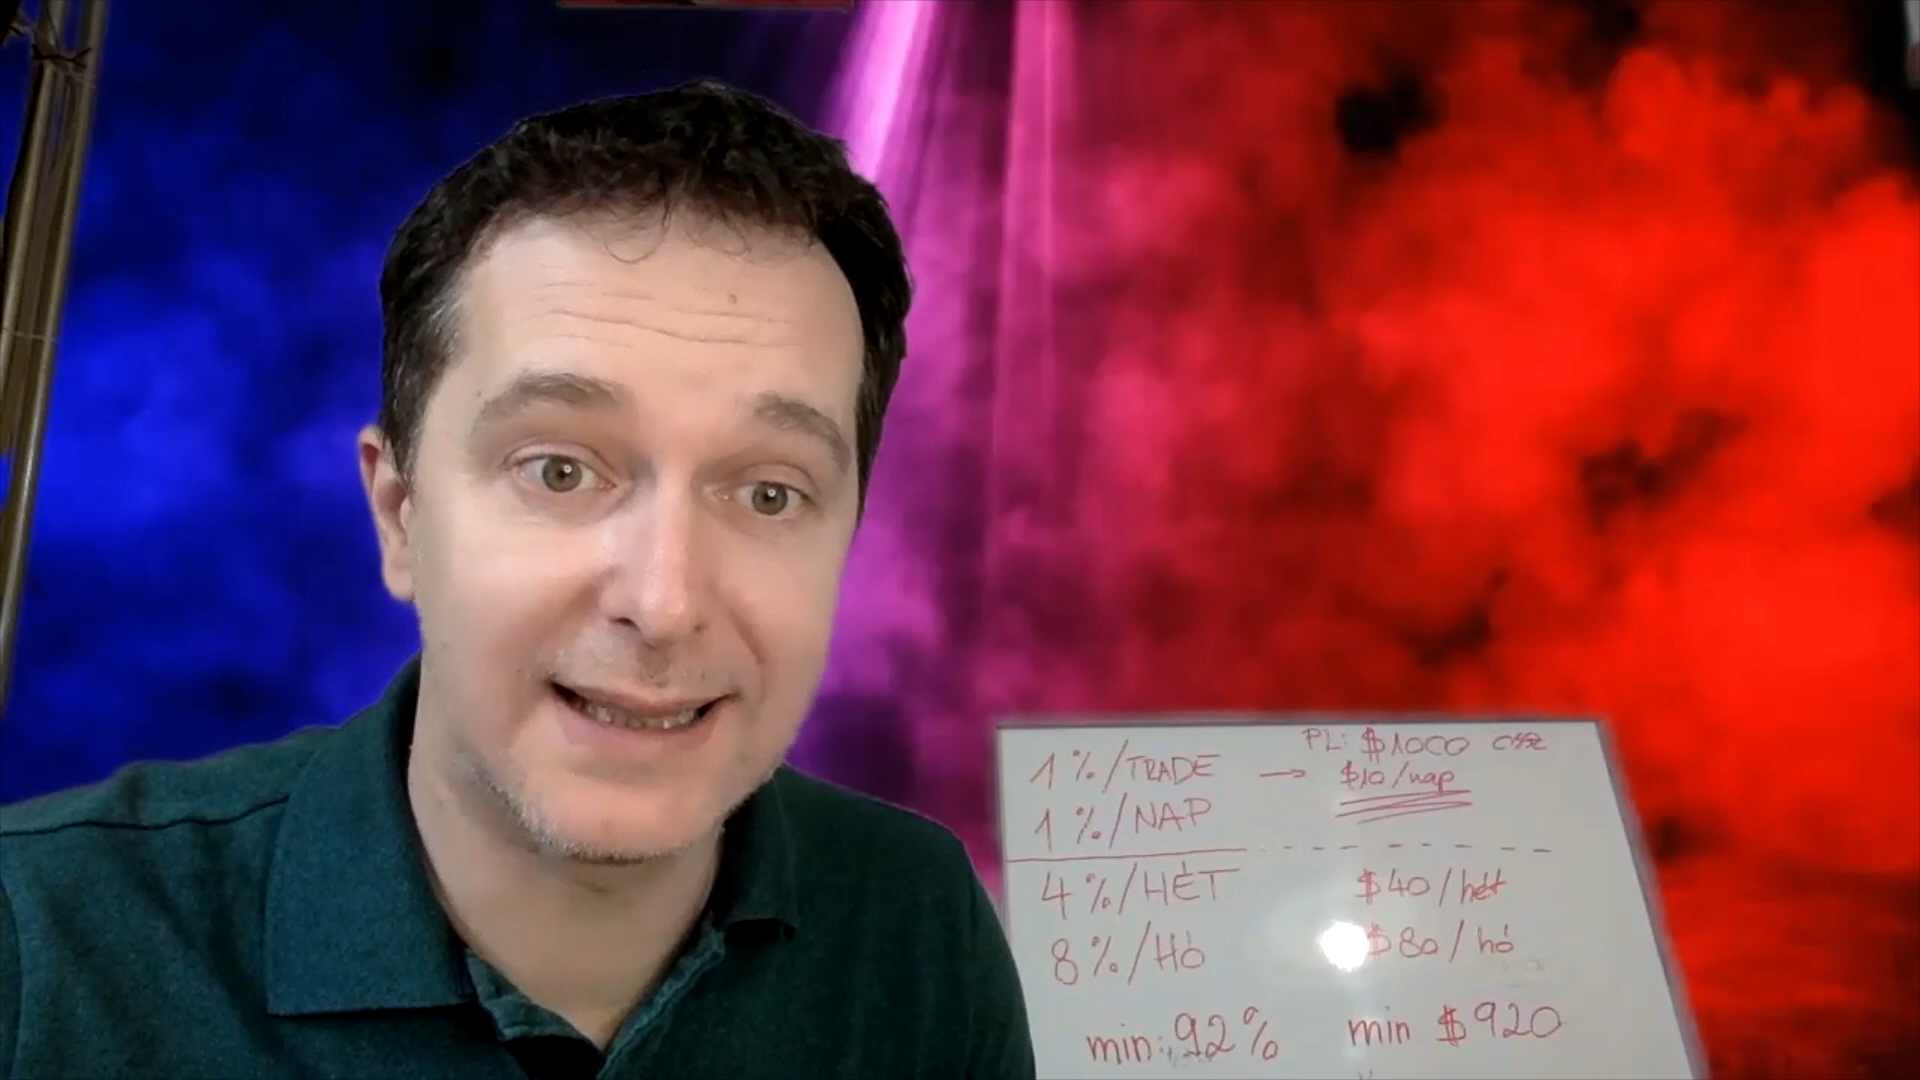 1%/TRADE → PL: $1000
1%/NAP $10/nap
4%/HÉT $40/hét
8%/HÓ $80/hó
min: 92% min $920